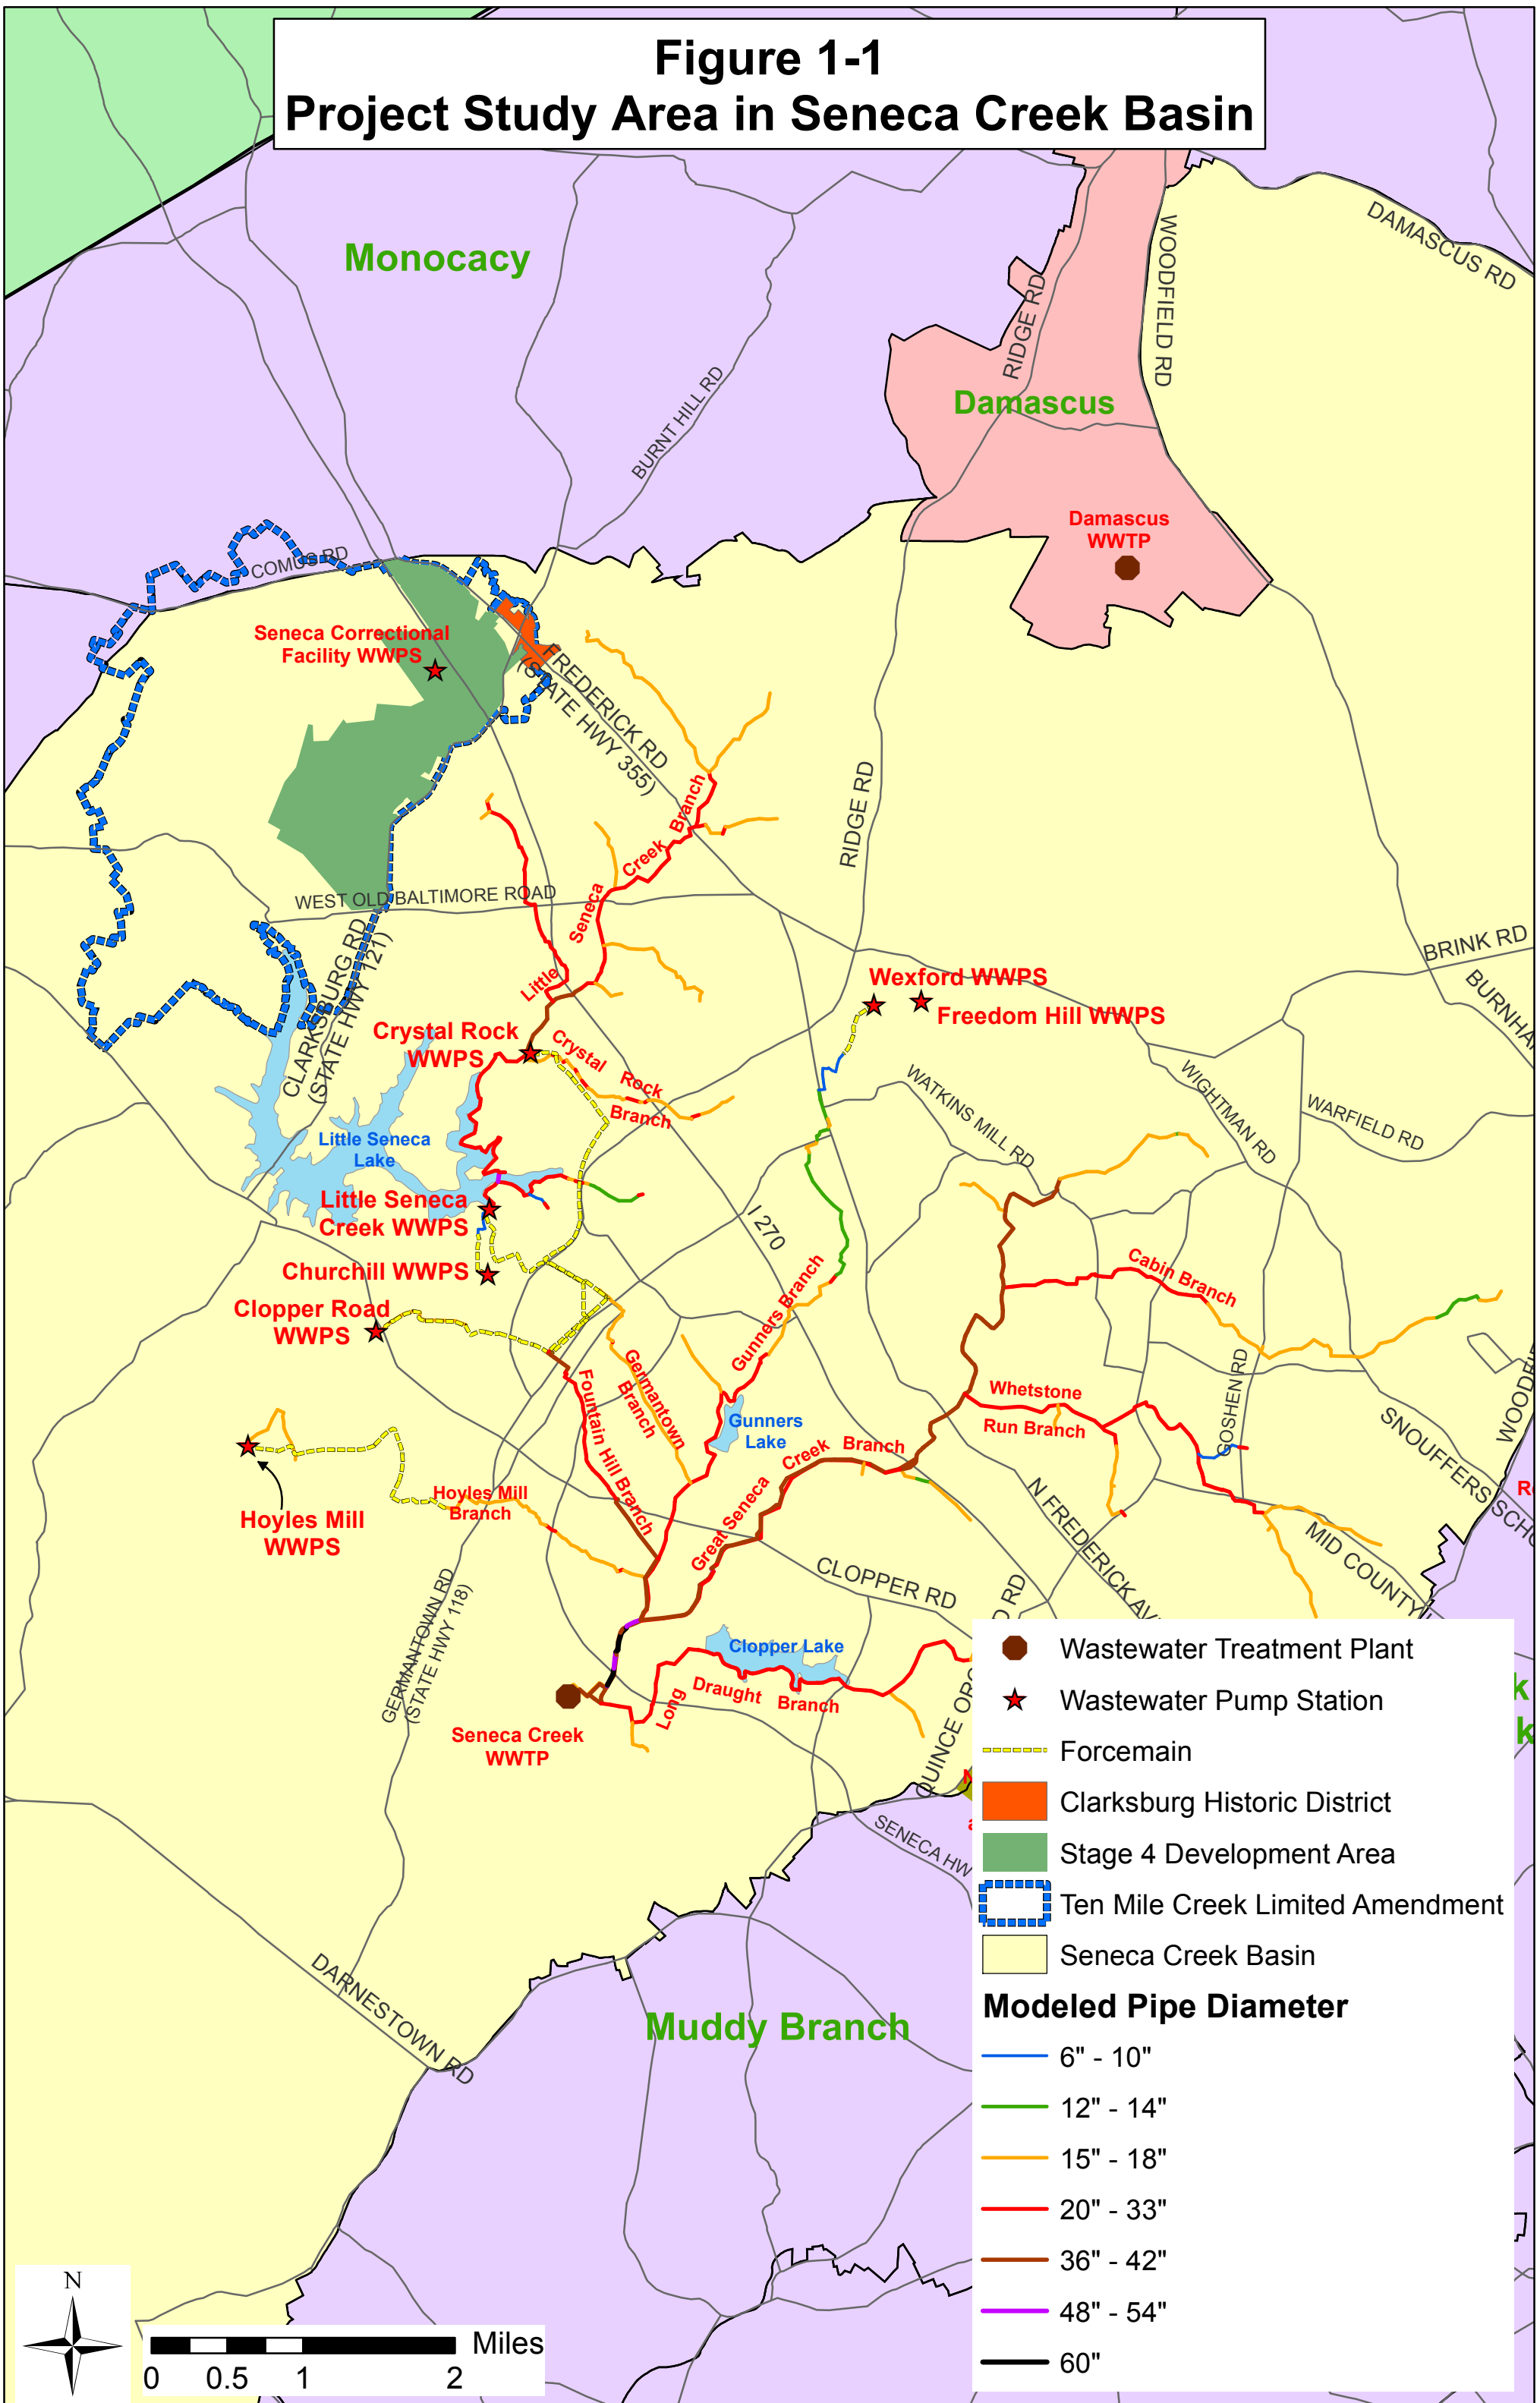 Figure 1-1
Project Study Area in Seneca Creek Basin
Monocacy
DAMASCUS RD
WOODFIELD RD
RIDGE RD
BURNT HILL RD
Damascus
Damascus
WWTP
COMUS RD
Seneca Correctional
Facility WWPS
FREDERICK RD
(STATE HWY 355)
RIDGE RD
Little Seneca Creek Branch
WEST OLD BALTIMORE ROAD
CLARKSBURG RD
(STATE HWY 121)
BRINK RD
Wexford WWPS
Freedom Hill WWPS
Crystal Rock
WWPS
Crystal Rock
Branch
WATKINS MILL RD
WIGHTMAN RD
WARFIELD RD
Little Seneca
Lake
Little Seneca
Creek WWPS
I 270
Churchill WWPS
Cabin Branch
Clopper Road
WWPS
Gunners Branch
Germantown
Branch
Fountain Hill Branch
Whetstone
Run Branch
GOSHEN RD
SNOUFFERS
Gunners
Lake
Great Seneca Creek Branch
Hoyles Mill
Branch
Hoyles Mill
WWPS
N FREDERICK
MID COUNTY
CLOPPER RD
GERMANTOWN RD
(STATE HWY 118)
Clopper Lake
Long Draught Branch
Seneca Creek
WWTP
QUINCE
SENECA
DARNESTOWN RD
Muddy Branch
Wastewater Treatment Plant
Wastewater Pump Station
Forcemain
Clarksburg Historic District
Stage 4 Development Area
Ten Mile Creek Limited Amendment
Seneca Creek Basin
Modeled Pipe Diameter
6" - 10"
12" - 14"
15" - 18"
20" - 33"
36" - 42"
48" - 54"
60"
N
Miles
0 0.5 1 2